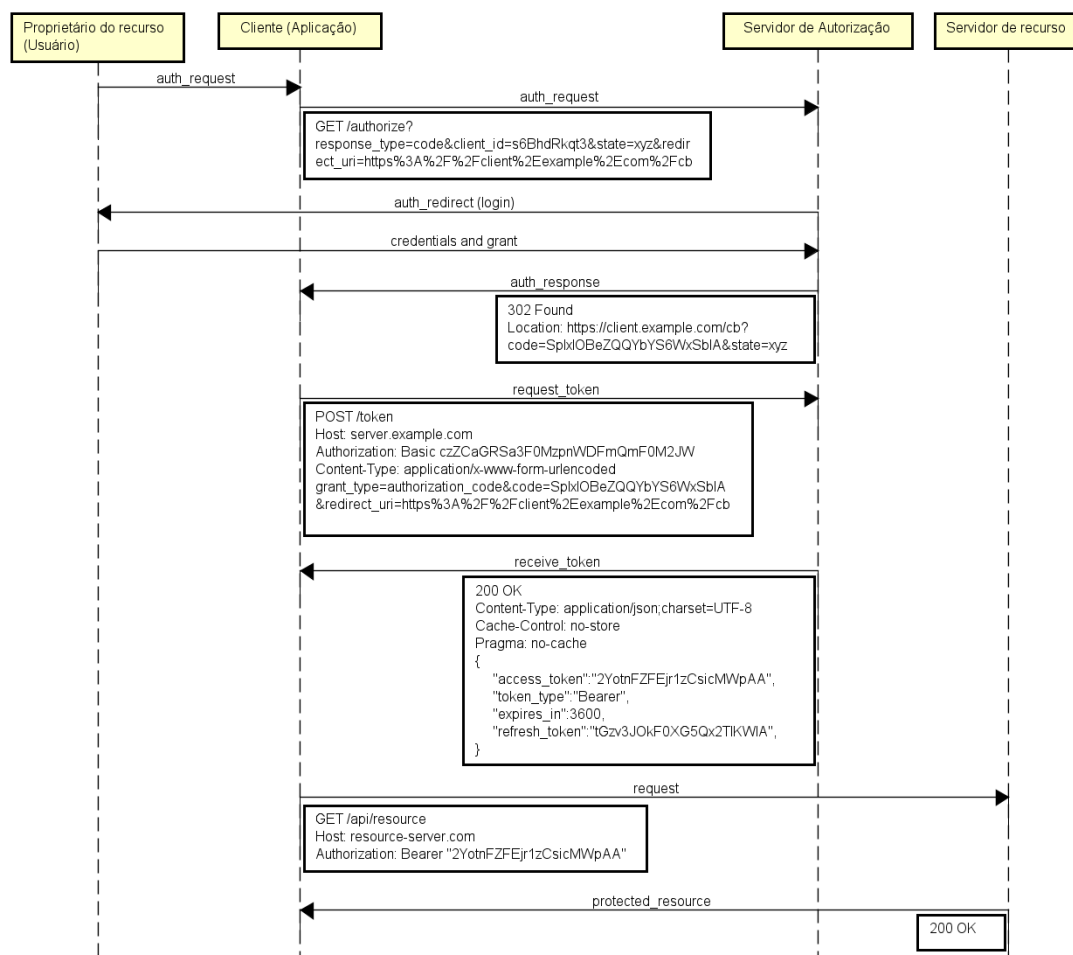 Proprietário do recurso
(Usuário)
Cliente (Aplicação)
Servidor de Autorização
Servidor de recurso
auth_request
auth_request
GET /authorize?
response_type=code&client_id=s6BhdRkqt3&state=xyz&redir
ect_uri=https%3A%2F%2Fclient%2Eexample%2Ecom%2Fcb
auth_redirect (login)
credentials and grant
auth_response
302 Found
Location: https://client.example.com/cb?
code=SplxlOBeZQQYbYS6WxSbIA&state=xyz
request_token
POST /token
Host: server.example.com
Authorization: Basic czZCaGRSa3F0MzpnWDFmQmF0M2JW
Content-Type: application/x-www-form-urlencoded
grant_type=authorization_code&code=SplxlOBeZQQYbYS6WxSbIA
&redirect_uri=https%3A%2F%2Fclient%2Eexample%2Ecom%2Fcb
receive_token
200 OK
Content-Type: application/json;charset=UTF-8
Cache-Control: no-store
Pragma: no-cache
{
"access_token":"2YotnFZFEjr1zCsicMWpAA",
"token_type":"Bearer",
"expires_in":3600,
"refresh_token":"tGzv3JOkF0XG5Qx2TlKWIA",
}
request
GET /api/resource
Host: resource-server.com
Authorization: Bearer "2YotnFZFEjr1zCsicMWpAA"
protected_resource
200 OK